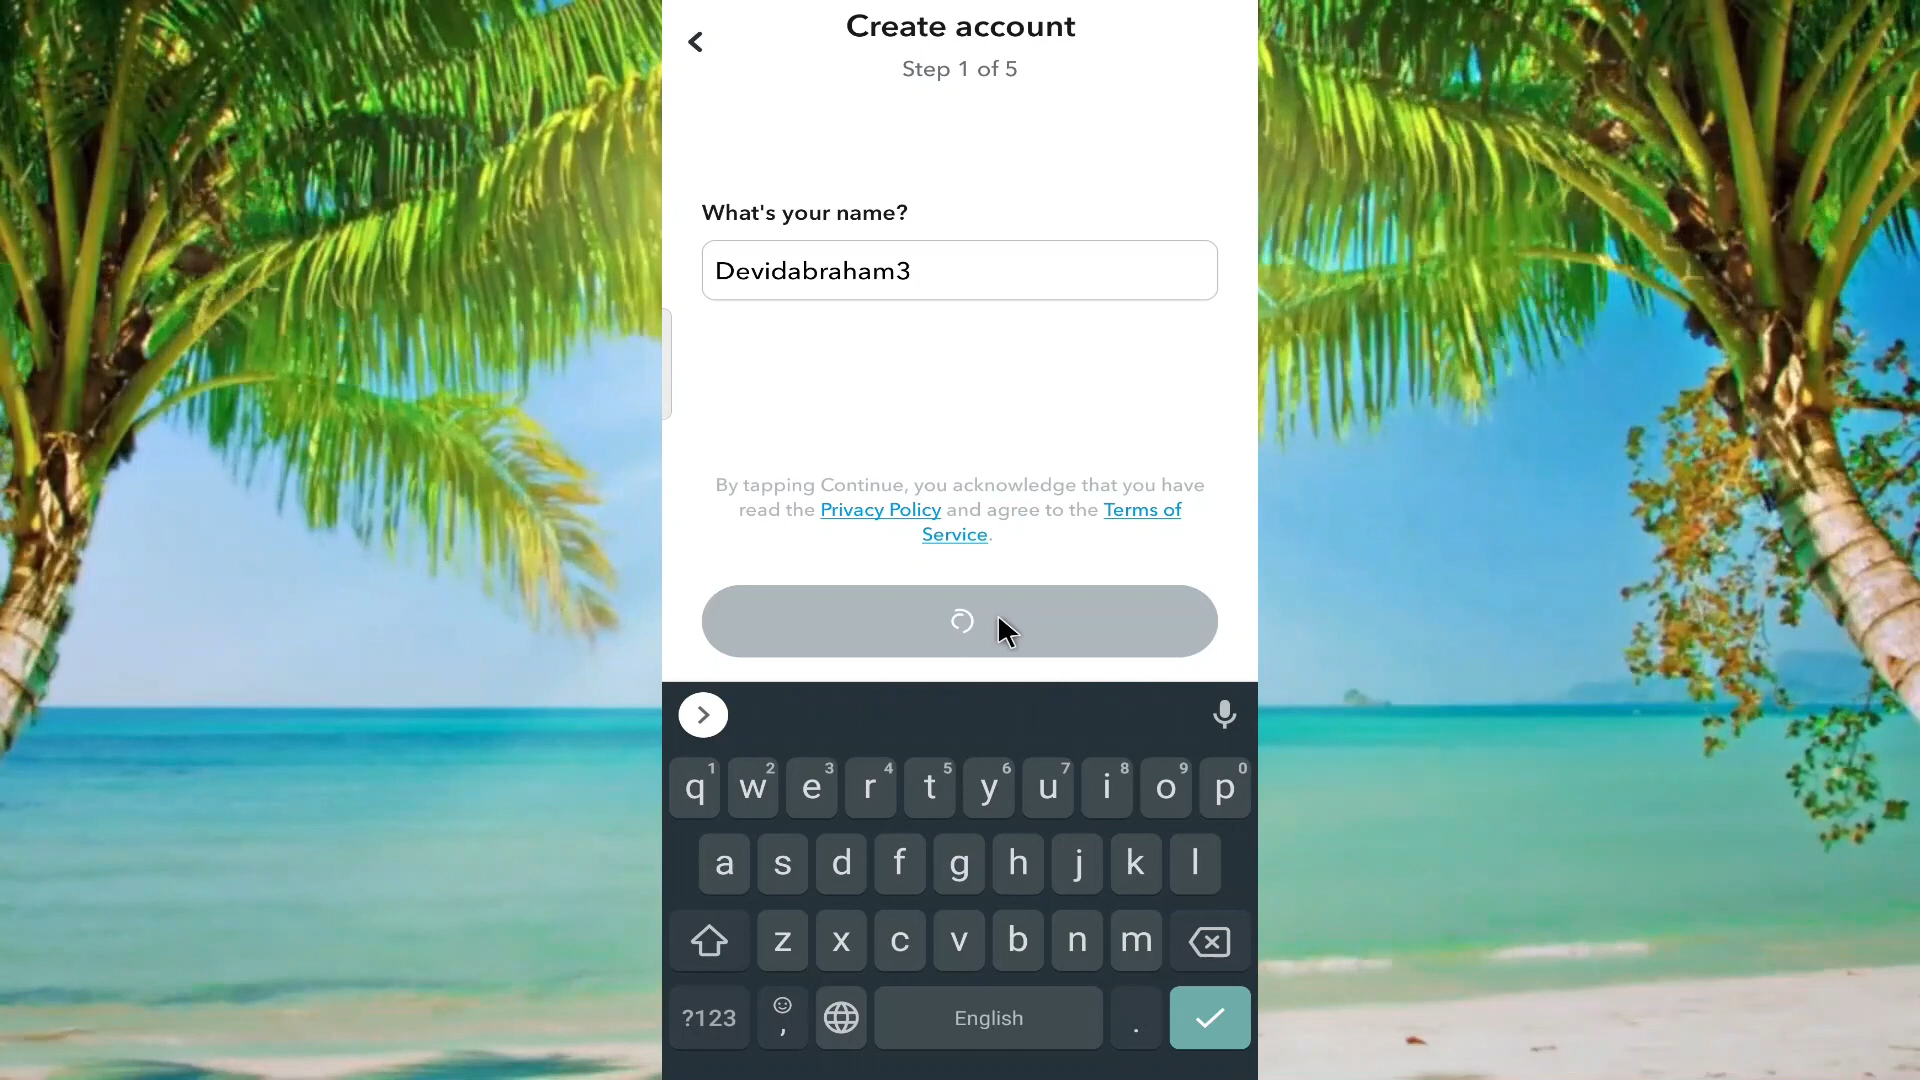 Create account
Step 1 of 5
What's your name?
Devidabraham3
By tapping Continue, you acknowledge that you have
read the Privacy Policy and agree to the Terms of
Service.
q1 w2 e3 r4 t5 y6 u7 i8 o9 p0
a s d f g h j k l
z x c v b n m
?123 , English .